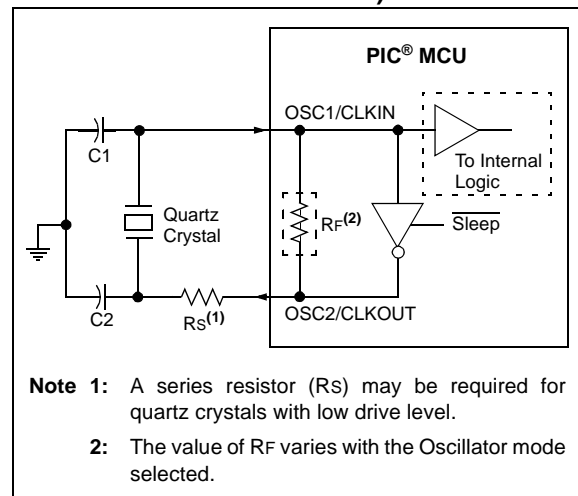 PIC® MCU
OSC1/CLKIN
C1
To Internal
Logic
Quartz
Crystal
RF(2)
Sleep
C2
RS(1)
OSC2/CLKOUT
Note 1: A series resistor (RS) may be required for
quartz crystals with low drive level.
2: The value of RF varies with the Oscillator mode
selected.